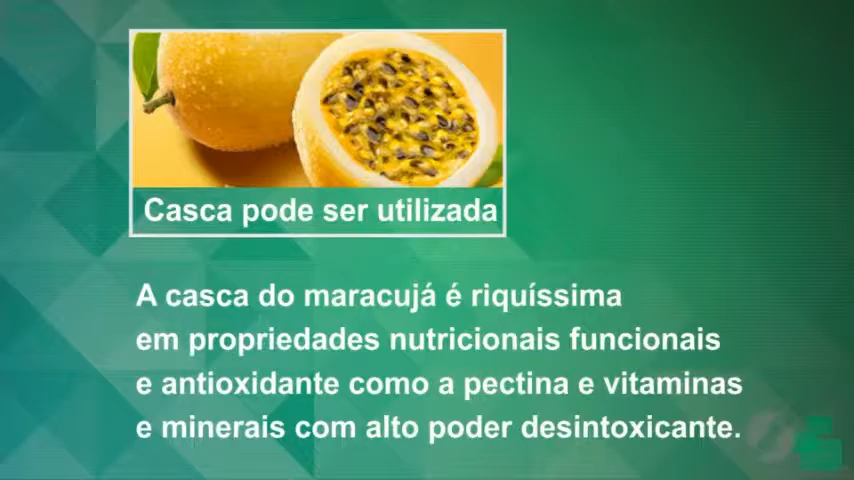 Casca pode ser utilizada
A casca do maracujá é riquíssima
em propriedades nutricionais funcionais
e antioxidante como a pectina e vitaminas
e minerais com alto poder desintoxicante.